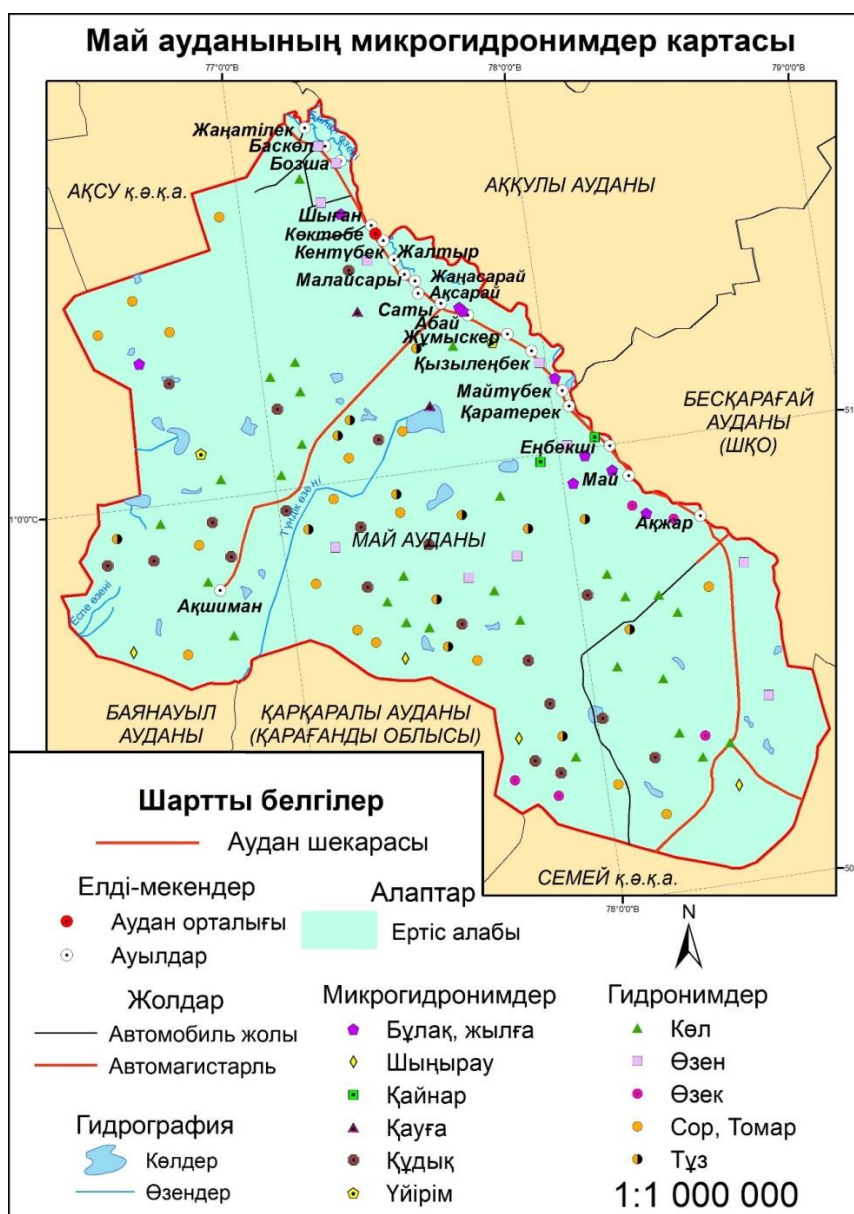 Май ауданының микрогидронимдер картасы
77°0'0"В
78°0'0"В
79°0'0"В
Жаңатілек
Баскөл
Бозша
АҚСУ қ.ә.қ.а.
АҚҚУЛЫ АУДАНЫ
Шыған
Көктөбе
Кентүбек
Жалтыр
Малайсары
Жаңасарай
Ақсарай
Саты
Абай
Жұмыскер
Қызыленбек
Майтүбек
Қаратерек
БЕСҚАРАҒАЙ
АУДАНЫ
(ШҚО)
51
Еңбекші
Май
Ақжар
1°0'0"С
Түндік өзені
МАЙ АУДАНЫ
Ақшиман
Еспе өзені
БАЯНАУЫЛ
АУДАНЫ
ҚАРҚАРАЛЫ АУДАНЫ
(ҚАРАҒАНДЫ ОБЛЫСЫ)
СЕМЕЙ қ.ә.қ.а.
50
78°0'0"В
N
Шартты белгілер
Аудан шекарасы
Елді-мекендер
Аудан орталығы
Ауылдар
Алаптар
Ертіс алабы
Жолдар
Автомобиль жолы
Автомагистарль
Гидрография
Көлдер
Өзендер
Микрогидронимдер
Бұлақ, жылға
Шыңырау
Қайнар
Қауға
Құдық
Үйірім
Гидронимдер
Көл
Өзен
Өзек
Сор, Томар
Тұз
1:1 000 000